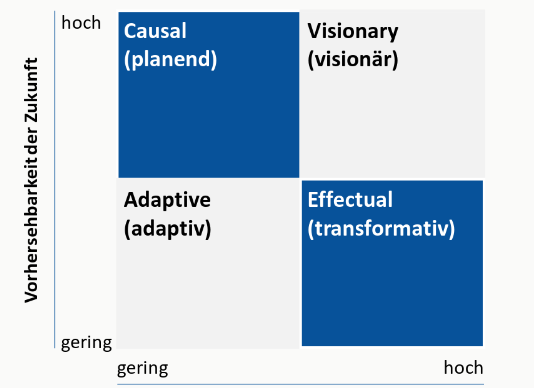 hoch
Causal
(planend)
Visionary
(visionär)
Vorhersehbarkeit der Zukunft
Adaptive
(adaptiv)
Effectual
(transformativ)
gering
gering
hoch